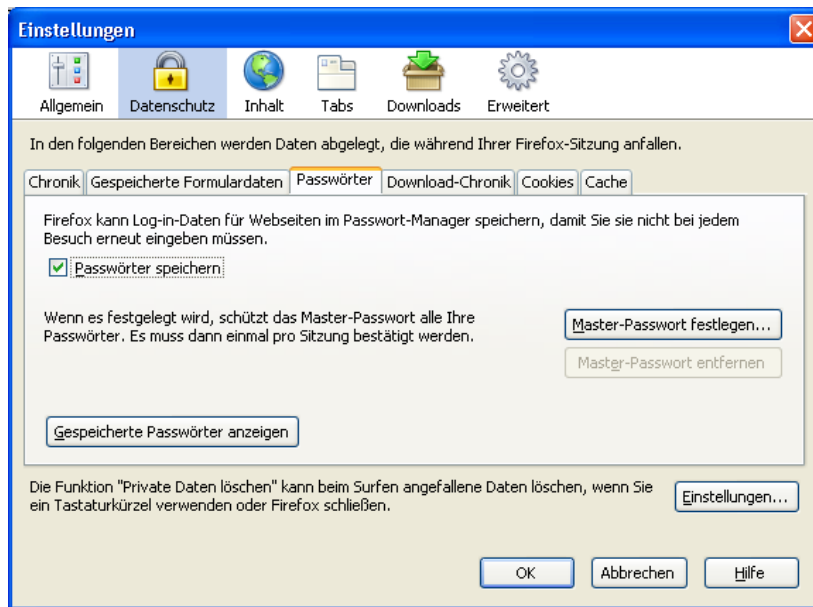 Einstellungen
Allgemein Datenschutz Inhalt Tabs Downloads Erweitert
In den folgenden Bereichen werden Daten abgelegt, die während Ihrer Firefox-Sitzung anfallen.
Chronik Gespeicherte Formulardaten Passwörter Download-Chronik Cookies Cache
Firefox kann Log-in-Daten für Webseiten im Passwort-Manager speichern, damit Sie sie nicht bei jedem
Besuch erneut eingeben müssen.
Passwörter speichern
Wenn es festgelegt wird, schützt das Master-Passwort alle Ihre
Passwörter. Es muss dann einmal pro Sitzung bestätigt werden.
Master-Passwort festlegen...
Master-Passwort entfernen
Gespeicherte Passwörter anzeigen
Die Funktion "Private Daten löschen" kann beim Surfen angefallene Daten löschen, wenn Sie
ein Tastaturkürzel verwenden oder Firefox schließen.
Einstellungen...
OK Abbrechen Hilfe